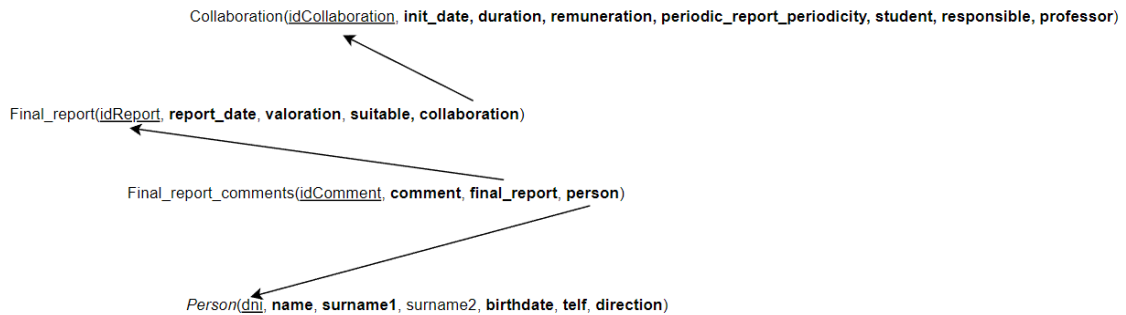 Collaboration(idCollaboration, init_date, duration, remuneration, periodic_report_periodicity, student, responsible, professor)
Final_report(idReport, report_date, valoration, suitable, collaboration)
Final_report_comments(idComment, comment, final_report, person)
Person(dni, name, surname1, surname2, birthdate, telf, direction)